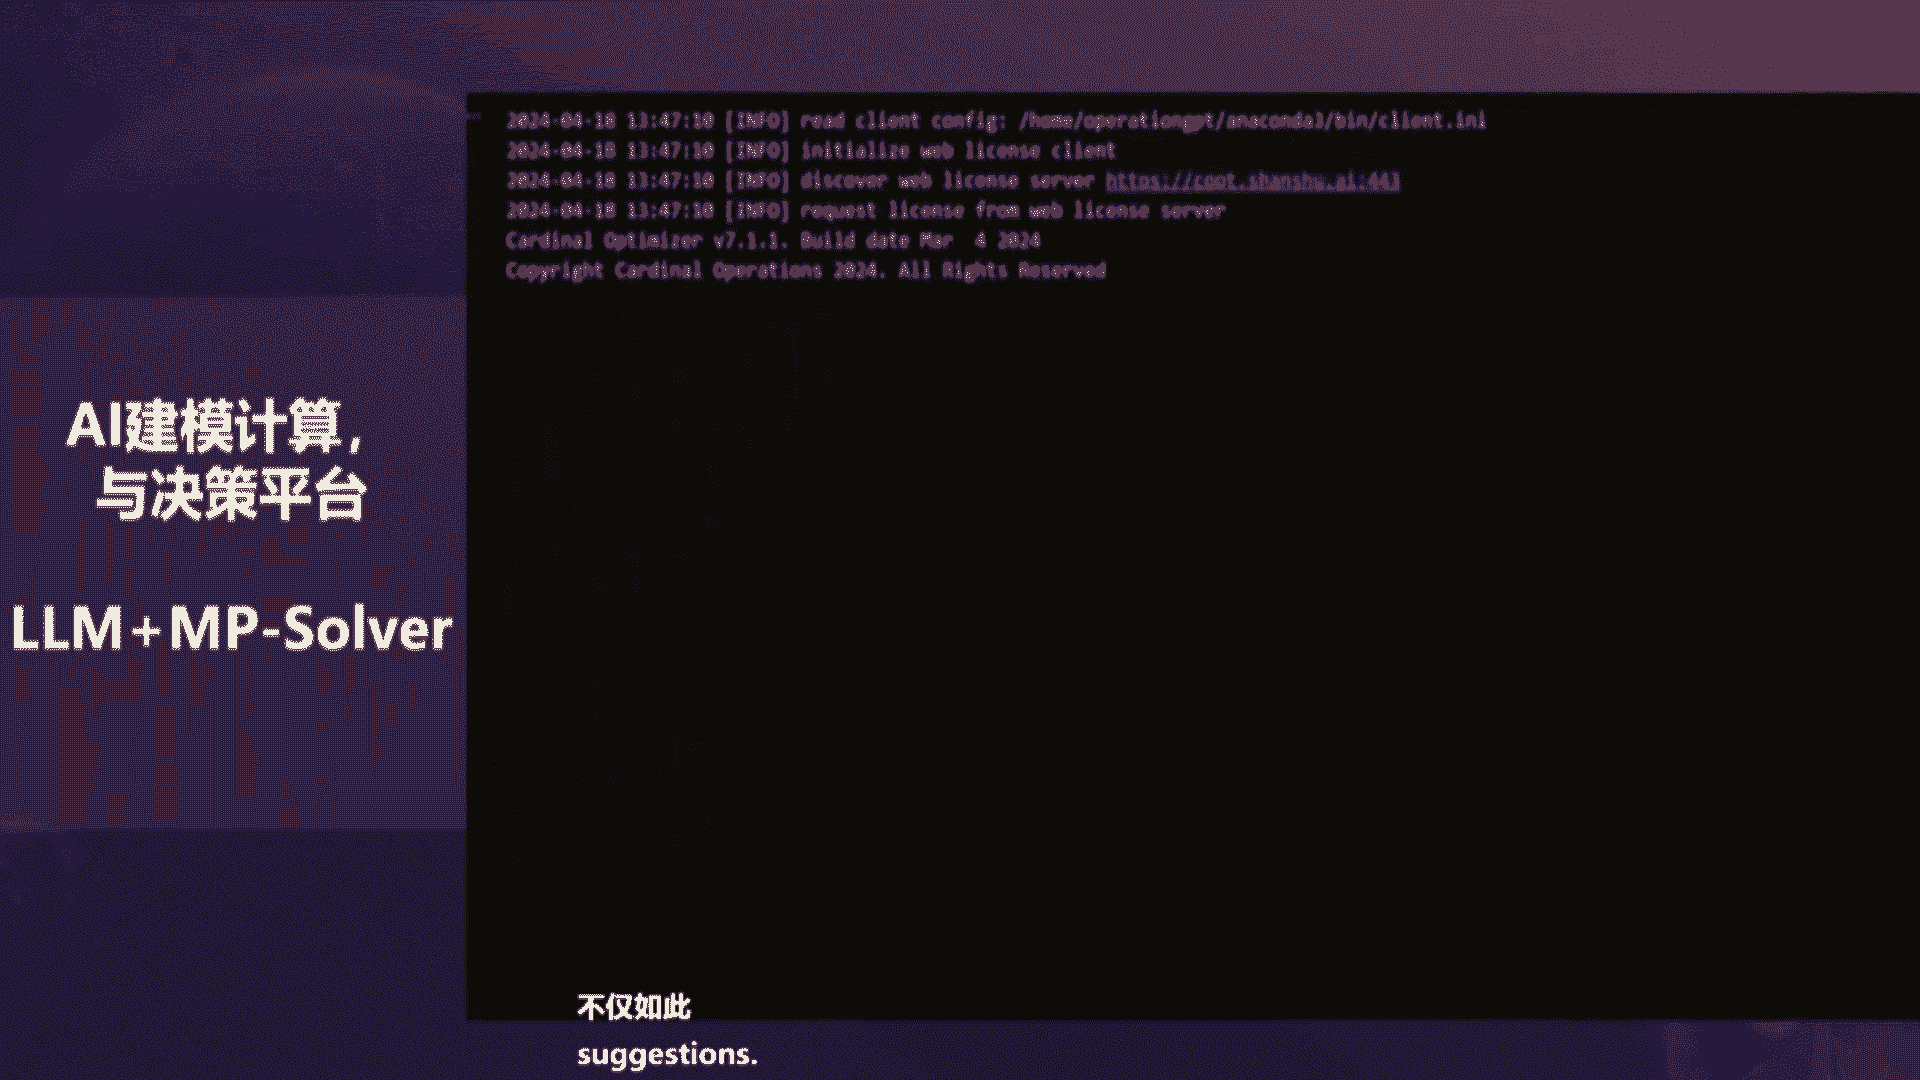 2024-04-18 13:47:10 [INFO] read client config: /home/operationgpt/anaconda3/bin/client.ini
2024-04-18 13:47:10 [INFO] initialize web license client
2024-04-18 13:47:10 [INFO] discover web license server https://copt.shanshu.ai:443
2024-04-18 13:47:10 [INFO] request license from web license server
Cardinal Optimizer v7.1.1. Build date Mar 4 2024
Copyright Cardinal Operations 2024. All Rights Reserved
AI建模计算,
与决策平台
LLM+MP-Solver
不仅如此
suggestions.